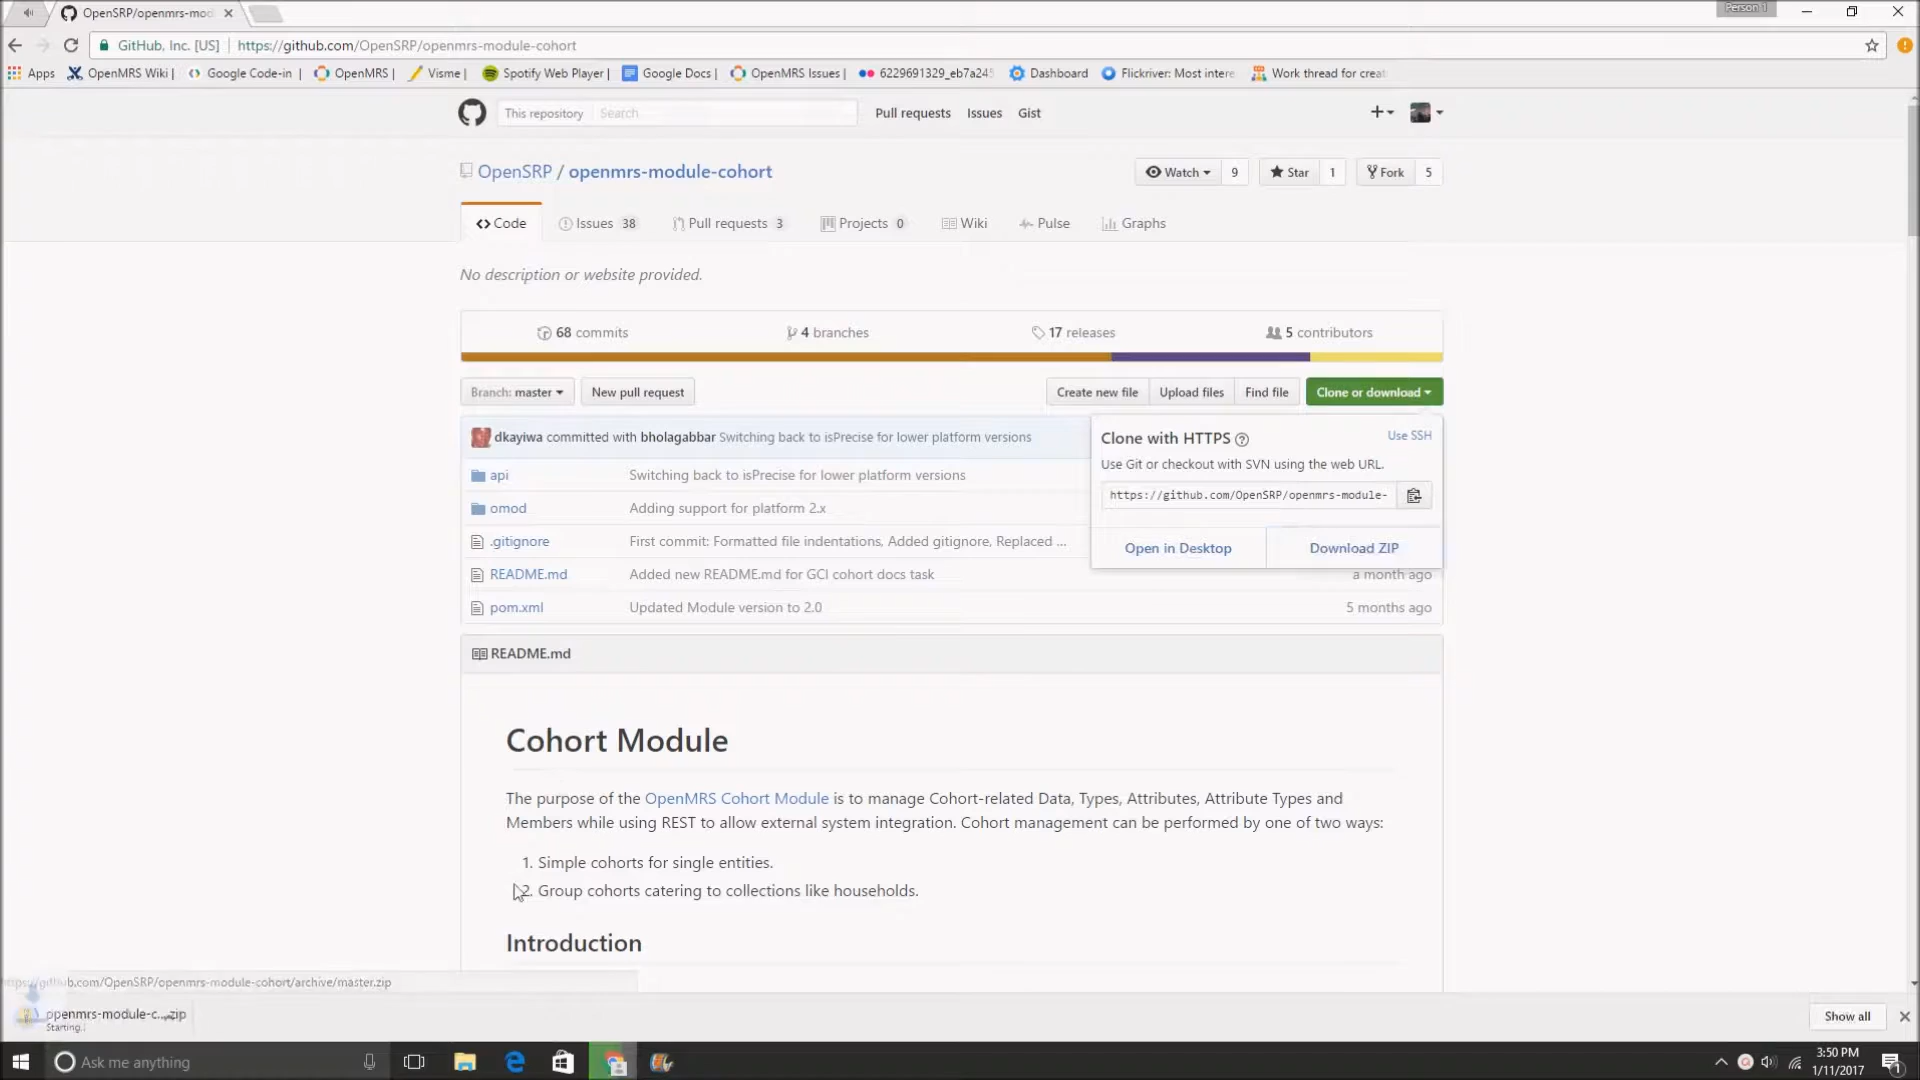 OpenSRP/openmrs-mod
Person 1
GitHub, Inc. [US] https://github.com/OpenSRP/openmrs-module-cohort
Apps OpenMRS Wiki | Google Code-in | OpenMRS | Visme | Spotify Web Player | Google Docs | OpenMRS Issues | 6229691329_eb7a245 Dashboard Flickriver: Most intere Work thread for creat
This repository Search Pull requests Issues Gist
OpenSRP / openmrs-module-cohort Watch 9 Star 1 Fork 5
Code Issues 38 Pull requests 3 Projects 0 Wiki Pulse Graphs
No description or website provided.
68 commits 4 branches 17 releases 5 contributors
Branch: master New pull request Create new file Upload files Find file Clone or download
dkayiwa committed with bholagabbar Switching back to isPrecise for lower platform versions
Clone with HTTPS Use SSH
Use Git or checkout with SVN using the web URL.
https://github.com/OpenSRP/openmrs-module-
Open in Desktop Download ZIP
api Switching back to isPrecise for lower platform versions
omod Adding support for platform 2.x
.gitignore First commit: Formatted file indentations, Added gitignore, Replaced ...
README.md Added new README.md for GCI cohort docs task a month ago
pom.xml Updated Module version to 2.0 5 months ago
README.md
Cohort Module
The purpose of the OpenMRS Cohort Module is to manage Cohort-related Data, Types, Attributes, Attribute Types and
Members while using REST to allow external system integration. Cohort management can be performed by one of two ways:
1. Simple cohorts for single entities.
2. Group cohorts catering to collections like households.
Introduction
https://github.com/OpenSRP/openmrs-module-cohort/archive/master.zip
openmrs-module-c....zip
Starting...
Show all
Ask me anything
3:50 PM
1/11/2017
1